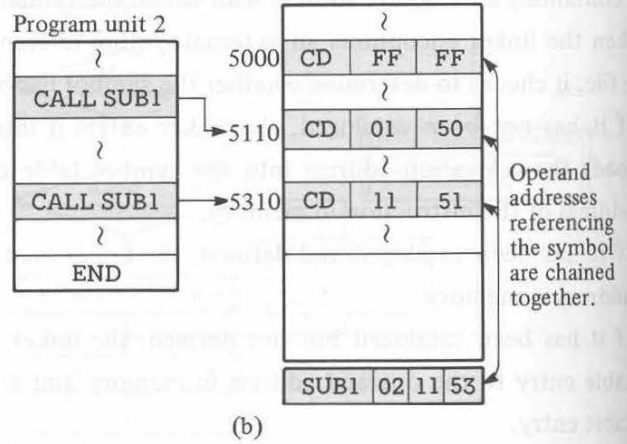 Program unit 2
CALL SUB1
CALL SUB1
END
5000 CD FF FF
5110 CD 01 50
5310 CD 11 51
Operand
addresses
referencing
the symbol
are chained
together.
SUB1 02 11 53
(b)